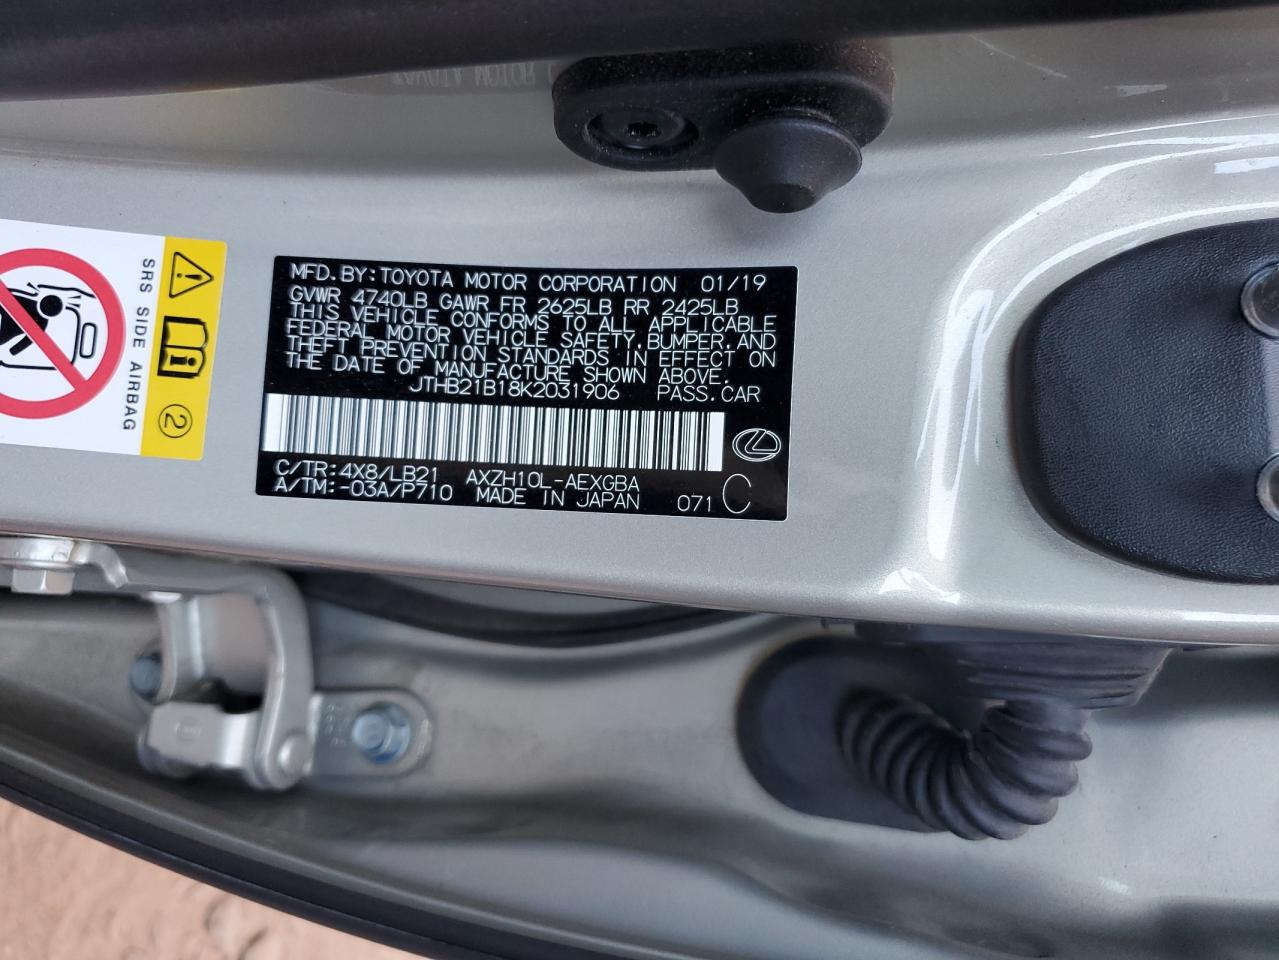 MFD. BY: TOYOTA MOTOR CORPORATION 01/19
GVWR 4740LB GAWR FR 2625LB RR 2425LB
THIS VEHICLE CONFORMS TO ALL APPLICABLE
FEDERAL MOTOR VEHICLE SAFETY, BUMPER, AND
THEFT PREVENTION STANDARDS IN EFFECT ON
THE DATE OF MANUFACTURE SHOWN ABOVE.
JTHB21B18K2031906 PASS. CAR
C/TR: 4X8/LB21 AXZH10L-AEXGBA
A/TM: -03A/P710 MADE IN JAPAN 071 C
SRS SIDE AIRBAG
2